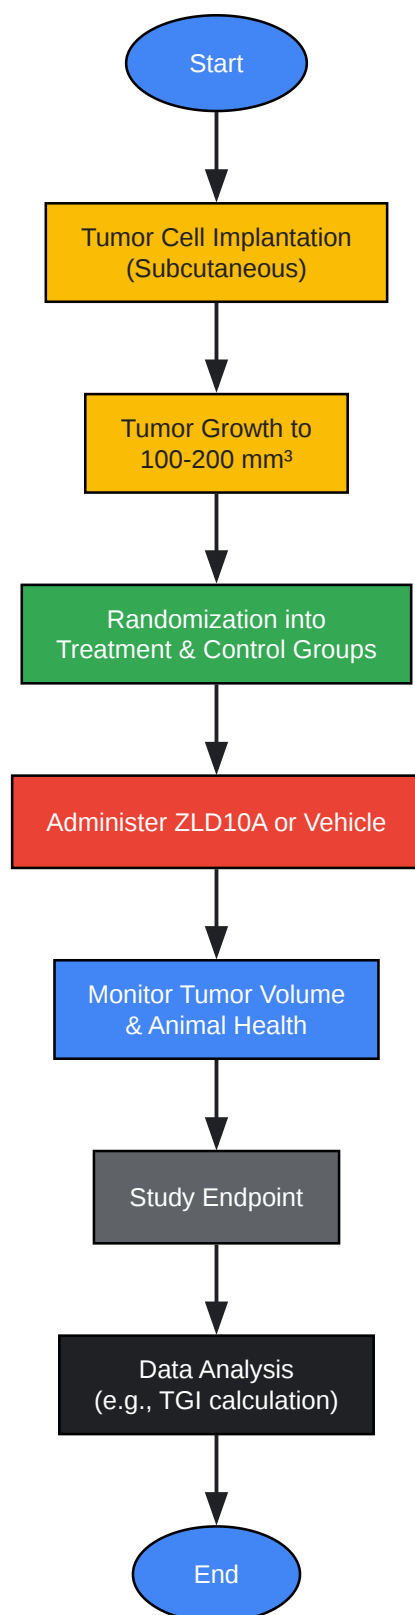 Start
Tumor Cell Implantation
(Subcutaneous)
Tumor Growth to
100-200 mm³
Randomization into
Treatment & Control Groups
Administer ZLD10A or Vehicle
Monitor Tumor Volume
& Animal Health
Study Endpoint
Data Analysis
(e.g., TGI calculation)
End